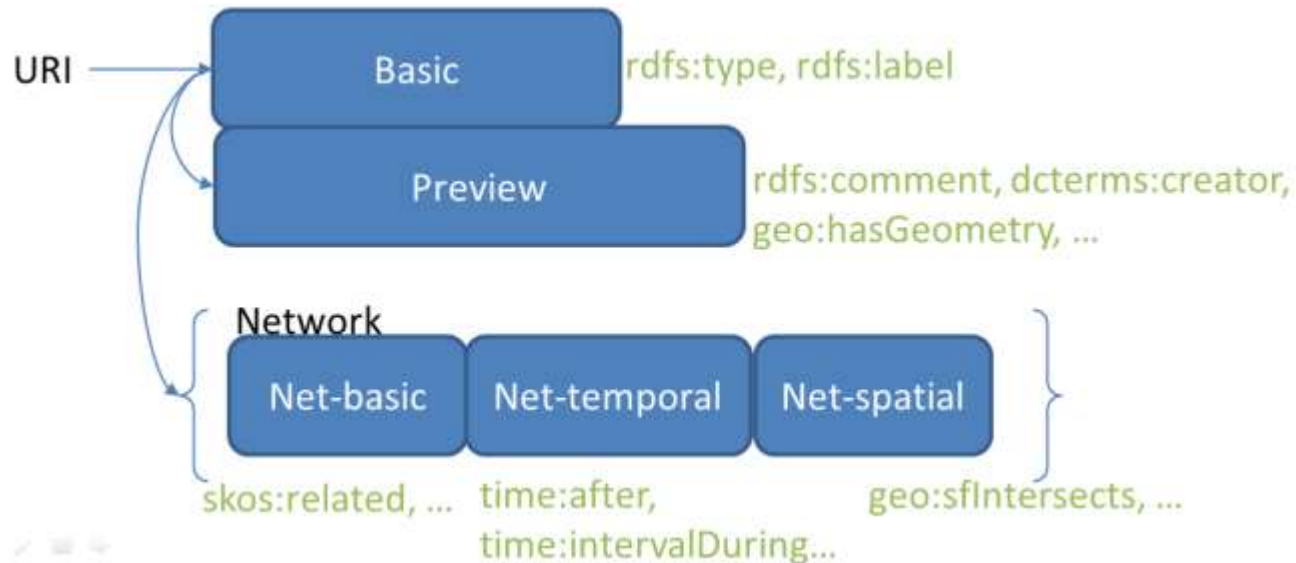 URI
Basic
rdfs:type, rdfs:label
Preview
rdfs:comment, dcterms:creator,
geo:hasGeometry, ...
Network
Net-basic
Net-temporal
Net-spatial
skos:related, ...
time:after,
time:intervalDuring...
geo:sfIntersects, ...